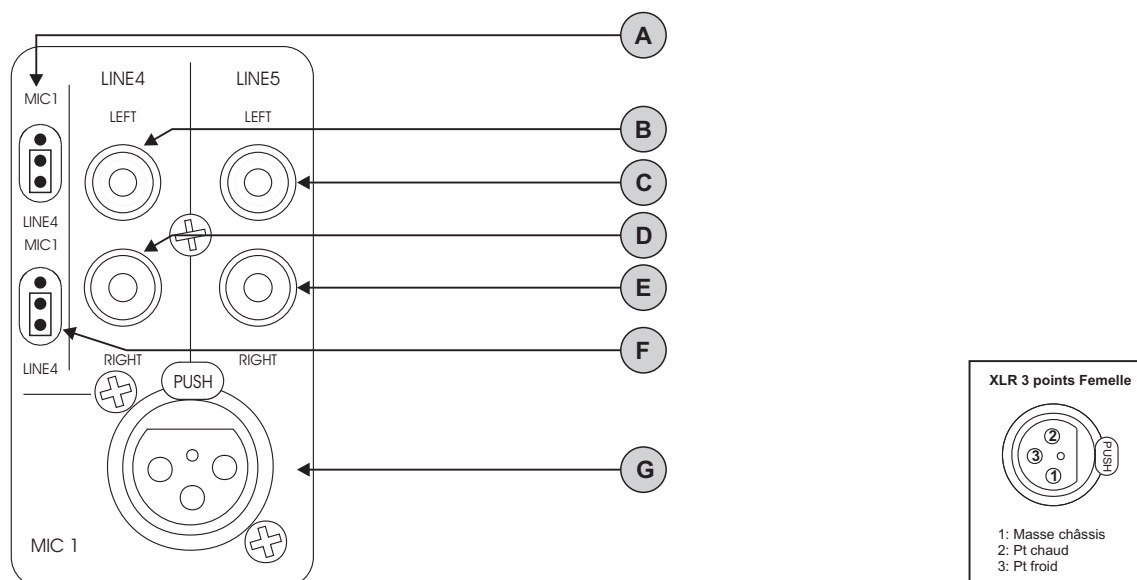 A
LINE4
LINE5
MIC1
LEFT
LEFT
B
C
LINE4
MIC1
D
E
F
LINE4
RIGHT
RIGHT
PUSH
G
MIC 1
XLR 3 points Femelle
2
3
1
PUSH
1: Masse châssis
2: Pt chaud
3: Pt froid